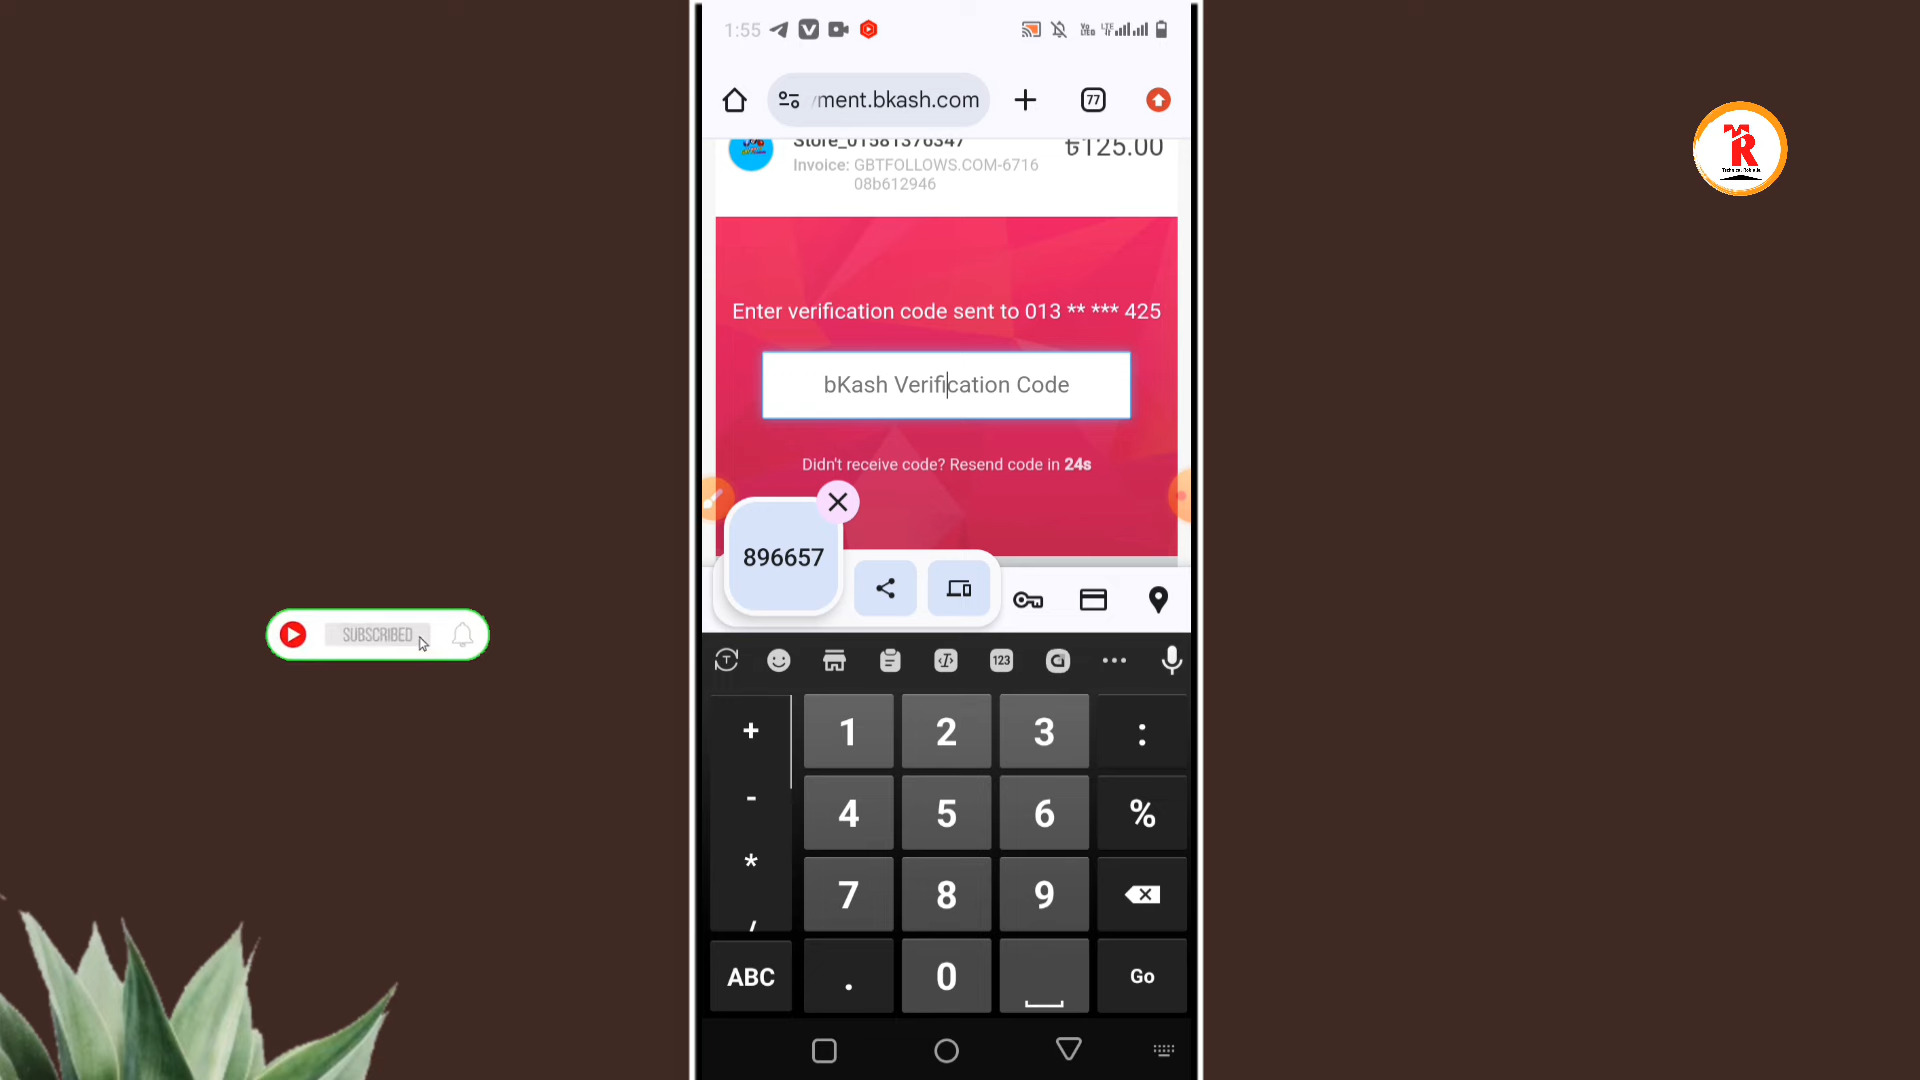 1:55
ment.bkash.com
77
Store_01581376347
৳125.00
Invoice: GBTFOLLOWS.COM-6716
08b612946
Enter verification code sent to 013 ** *** 425
bKash Verification Code
Didn't receive code? Resend code in 24s
896657
SUBSCRIBED
123
+ 1 2 3 :
- 4 5 6 %
* 7 8 9
/
ABC . 0 Go